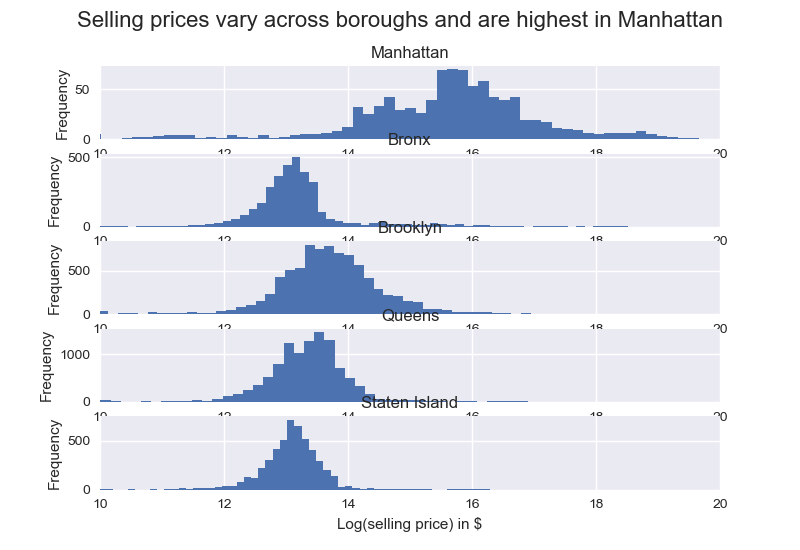 Selling prices vary across boroughs and are highest in Manhattan
Manhattan
Frequency
50
0
10 12 14 16 18 20
Bronx
Frequency
500
0
10 12 14 16 18 20
Brooklyn
Frequency
500
0
10 12 14 16 18 20
Queens
Frequency
1000
0
10 12 14 16 18 20
Staten Island
Frequency
500
0
10 12 14 16 18 20
Log(selling price) in $